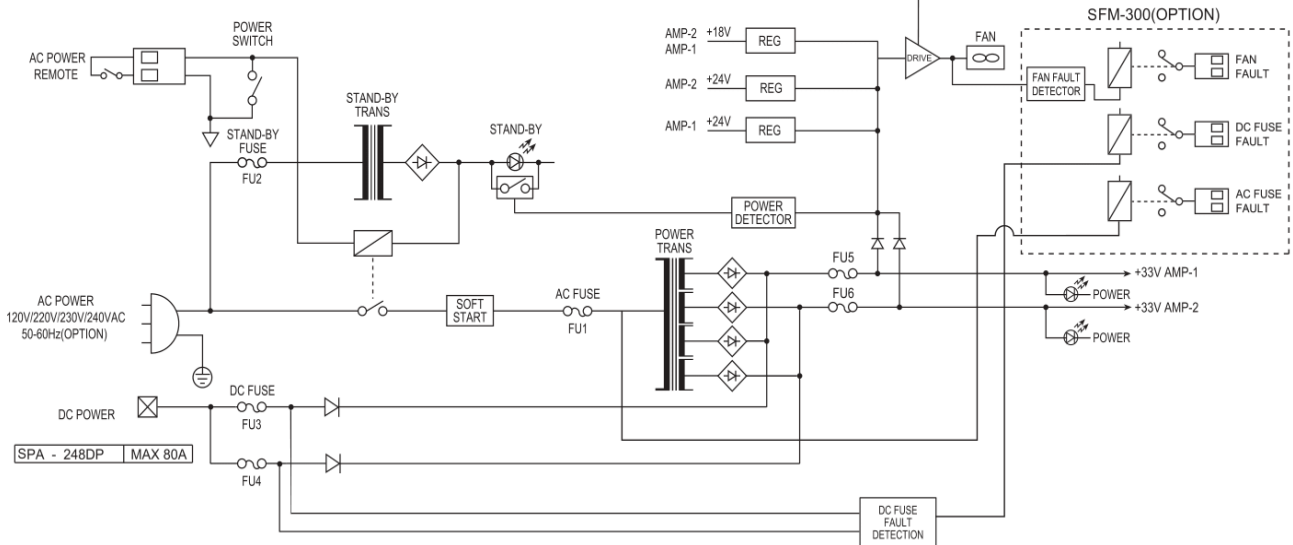 SFM-300(OPTION)
POWER
SWITCH
AC POWER
REMOTE
AMP-2 +18V
AMP-1
REG
DRIVE
FAN
FAN FAULT
DETECTOR
FAN
FAULT
AMP-2 +24V
REG
STAND-BY
TRANS
AMP-1 +24V
REG
STAND-BY
FUSE
FU2
STAND-BY
DC FUSE
FAULT
POWER
DETECTOR
AC FUSE
FAULT
POWER
TRANS
FU5
+33V AMP-1
POWER
AC POWER
120V/220V/230V/240VAC
50-60Hz(OPTION)
SOFT
START
AC FUSE
FU1
FU6
+33V AMP-2
POWER
DC POWER
DC FUSE
FU3
SPA - 248DP MAX 80A
FU4
DC FUSE
FAULT
DETECTION